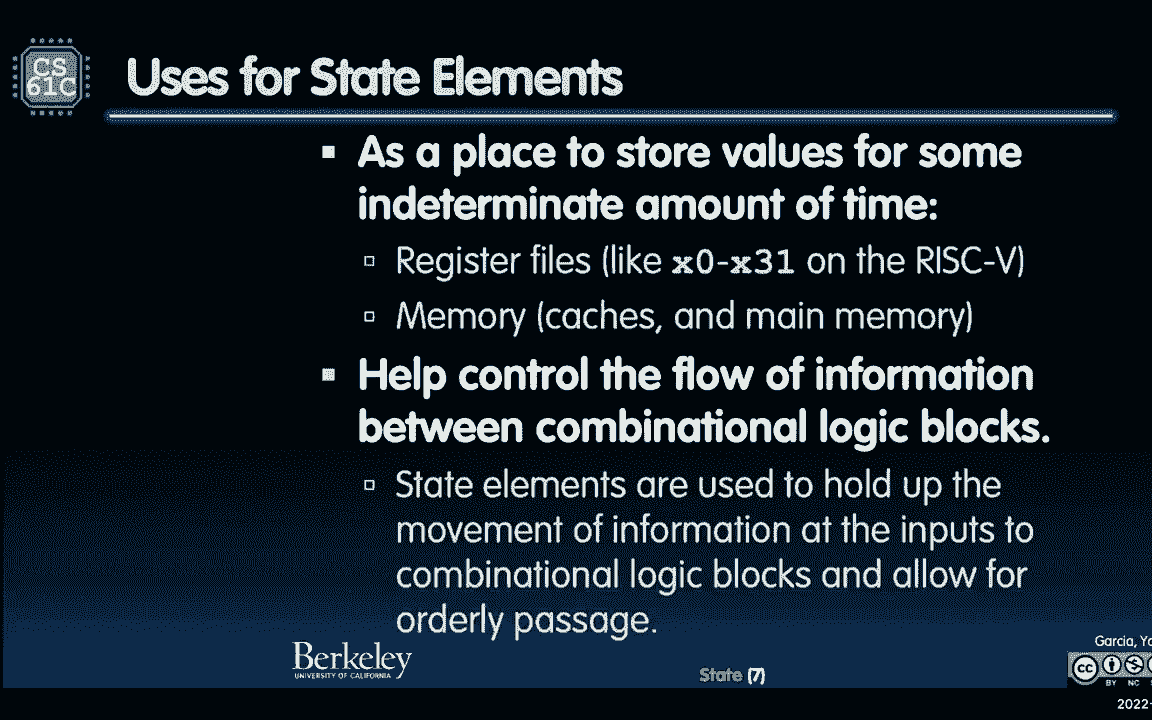 CS
61C
Uses for State Elements
As a place to store values for some
indeterminate amount of time:
Register files (like x0-x31 on the RISC-V)
Memory (caches, and main memory)
Help control the flow of information
between combinational logic blocks.
State elements are used to hold up the
movement of information at the inputs to
combinational logic blocks and allow for
orderly passage.
Berkeley
UNIVERSITY OF CALIFORNIA
State (7)
Garcia,
cc
BY NC
2022-